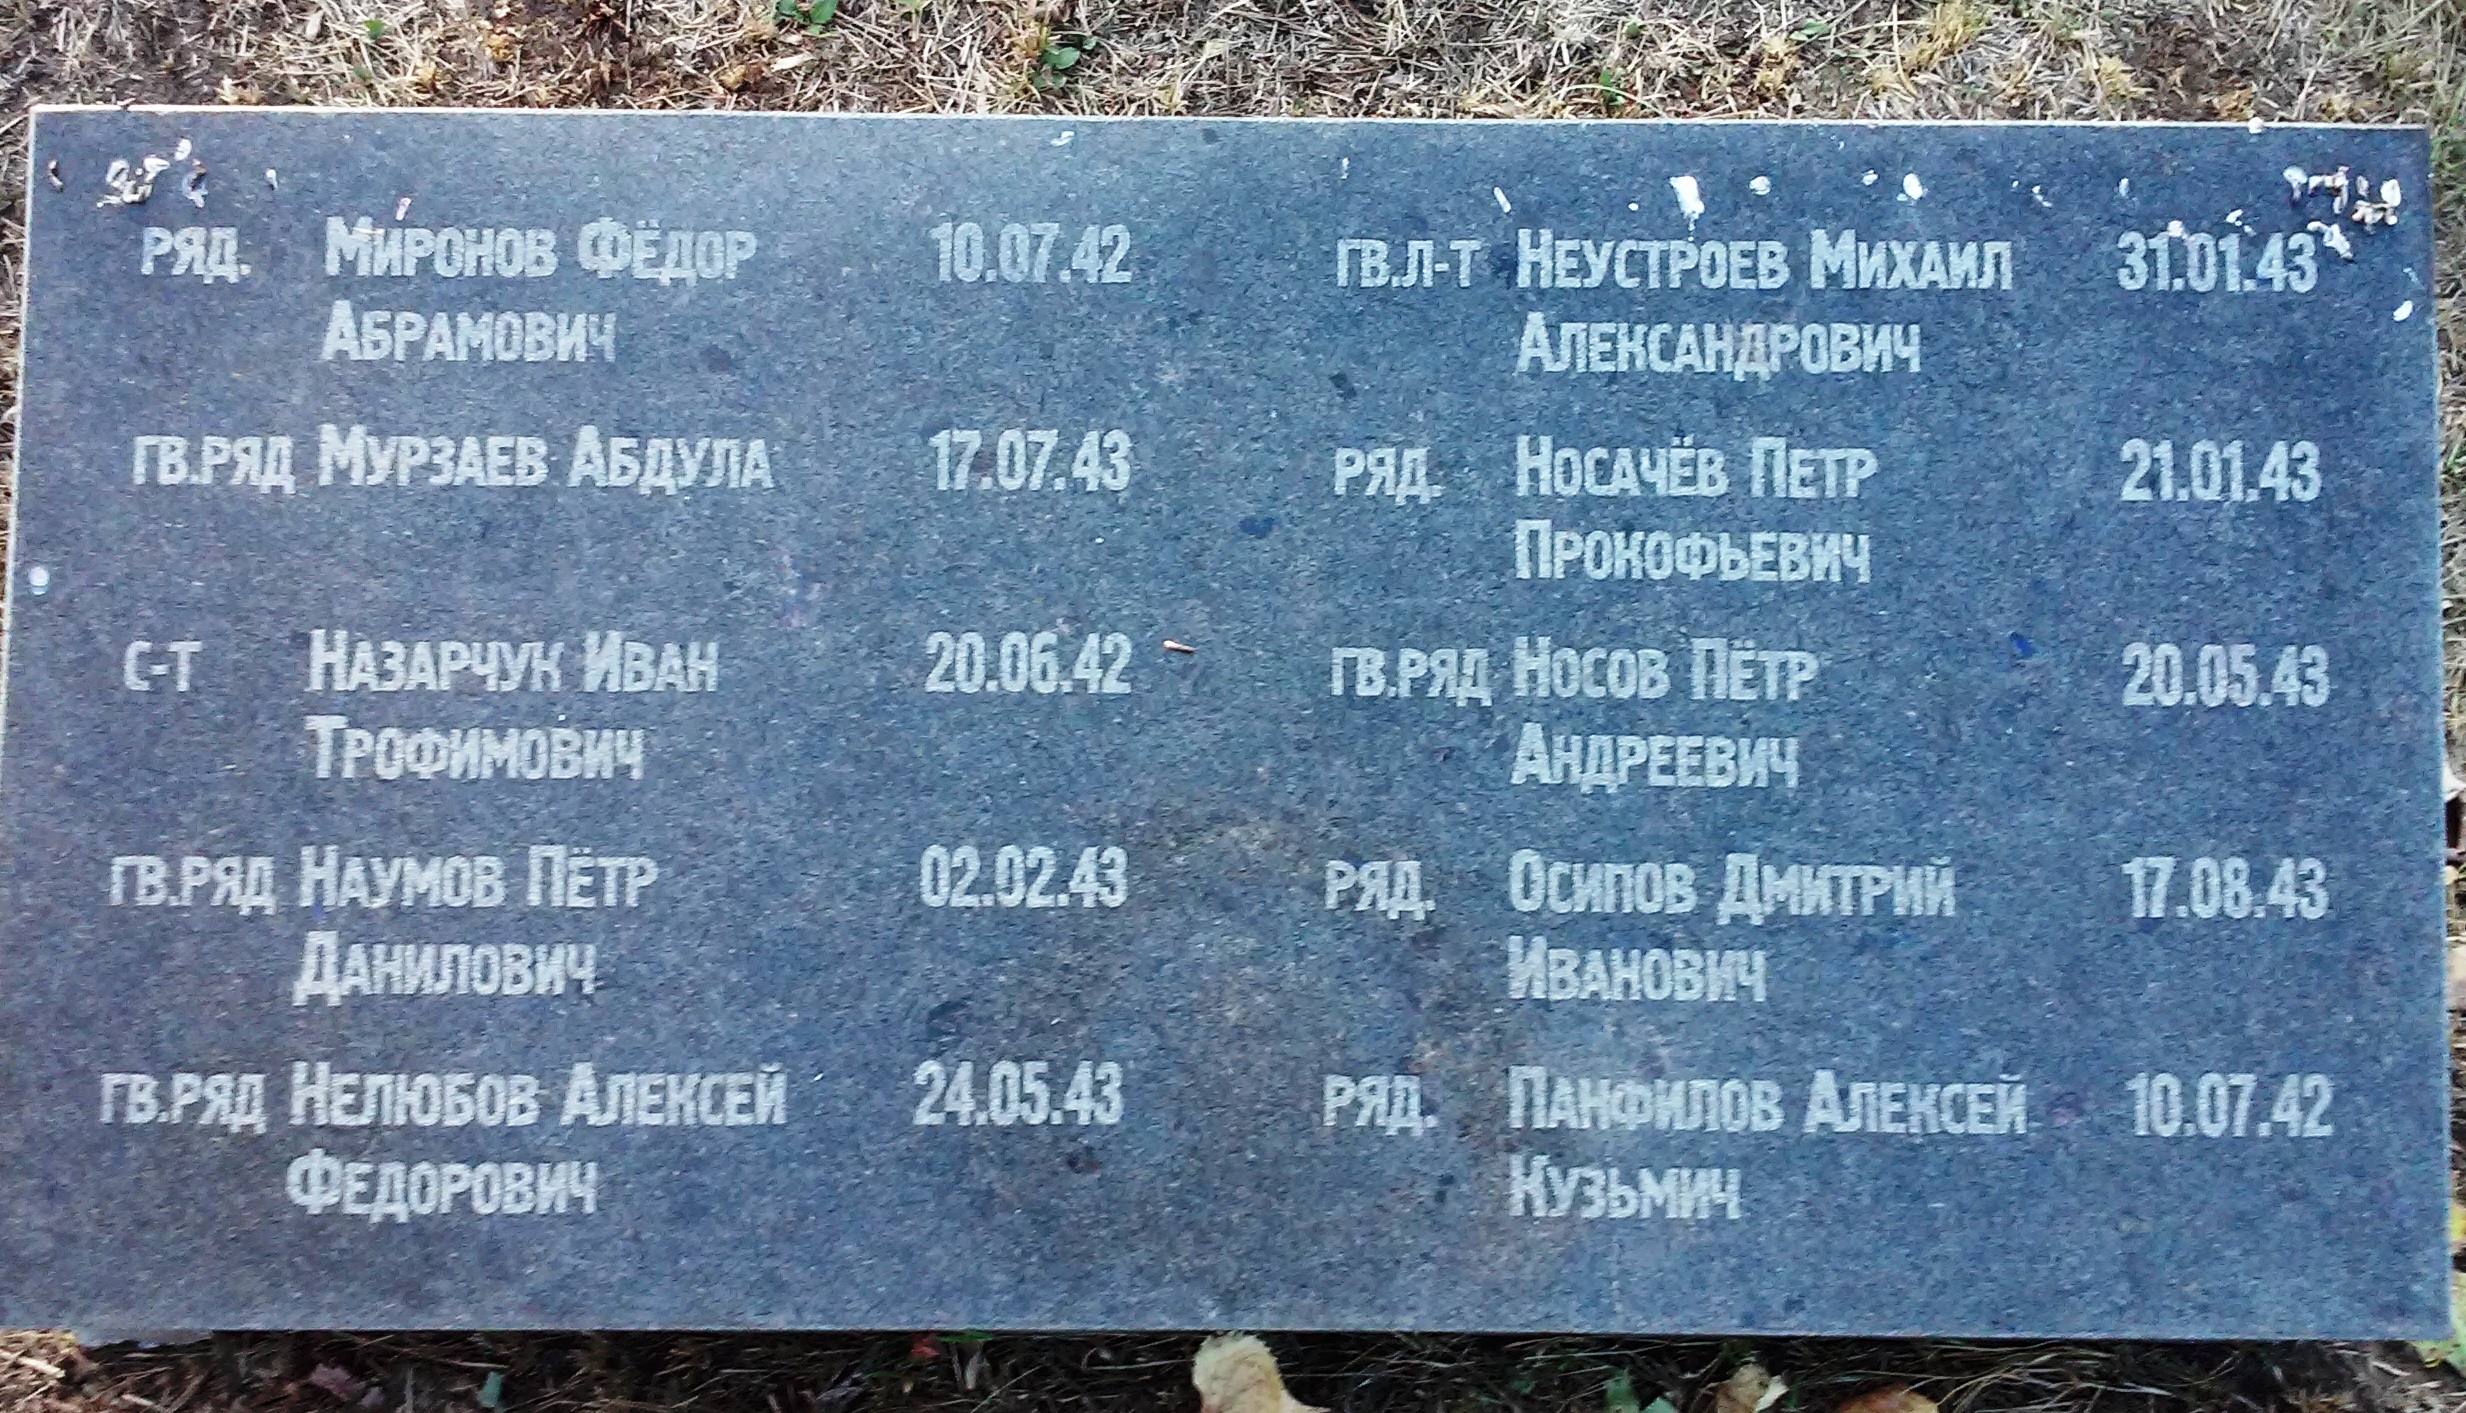 РЯД. МИРОНОВ ФЁДОР 10.07.42
АБРАМОВИЧ
ГВ.РЯД МУРЗАЕВ АБДУЛА 17.07.43
С-Т НАЗАРЧУК ИВАН 20.06.42
ТРОФИМОВИЧ
ГВ.РЯД НАУМОВ ПЁТР 02.02.43
ДАНИЛОВИЧ
ГВ.РЯД НЕЛЮБОВ АЛЕКСЕЙ 24.05.43
ФЕДОРОВИЧ
ГВ.Л-Т НЕУСТРОЕВ МИХАИЛ 31.01.43
АЛЕКСАНДРОВИЧ
РЯД. НОСАЧЁВ ПЕТР 21.01.43
ПРОКОФЬЕВИЧ
ГВ.РЯД НОСОВ ПЁТР 20.05.43
АНДРЕЕВИЧ
РЯД. ОСИПОВ ДМИТРИЙ 17.08.43
ИВАНОВИЧ
РЯД. ПАНФИЛОВ АЛЕКСЕЙ 10.07.42
КУЗЬМИЧ